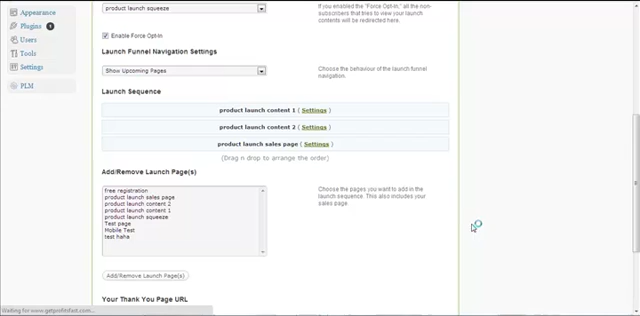 Appearance
Plugins 1
Users
Tools
Settings
PLM
product launch squeeze
If you enabled the "Force Opt-In," all the non-
subscribers that tries to view your launch
contents will be redirected here.
Enable Force Opt-In
Launch Funnel Navigation Settings
Show Upcoming Pages
Choose the behaviour of the launch funnel
navigation.
Launch Sequence
product launch content 1 ( Settings )
product launch content 2 ( Settings )
product launch sales page ( Settings )
(Drag n drop to arrange the order)
Add/Remove Launch Page(s)
free registration
product launch sales page
product launch content 2
product launch content 1
product launch squeeze
Test page
Mobile Test
test haha
Choose the pages you want to add in the
launch sequence. This also includes your
sales page.
Add/Remove Launch Page(s)
Your Thank You Page URL
Waiting for www.getprofitsfast.com...